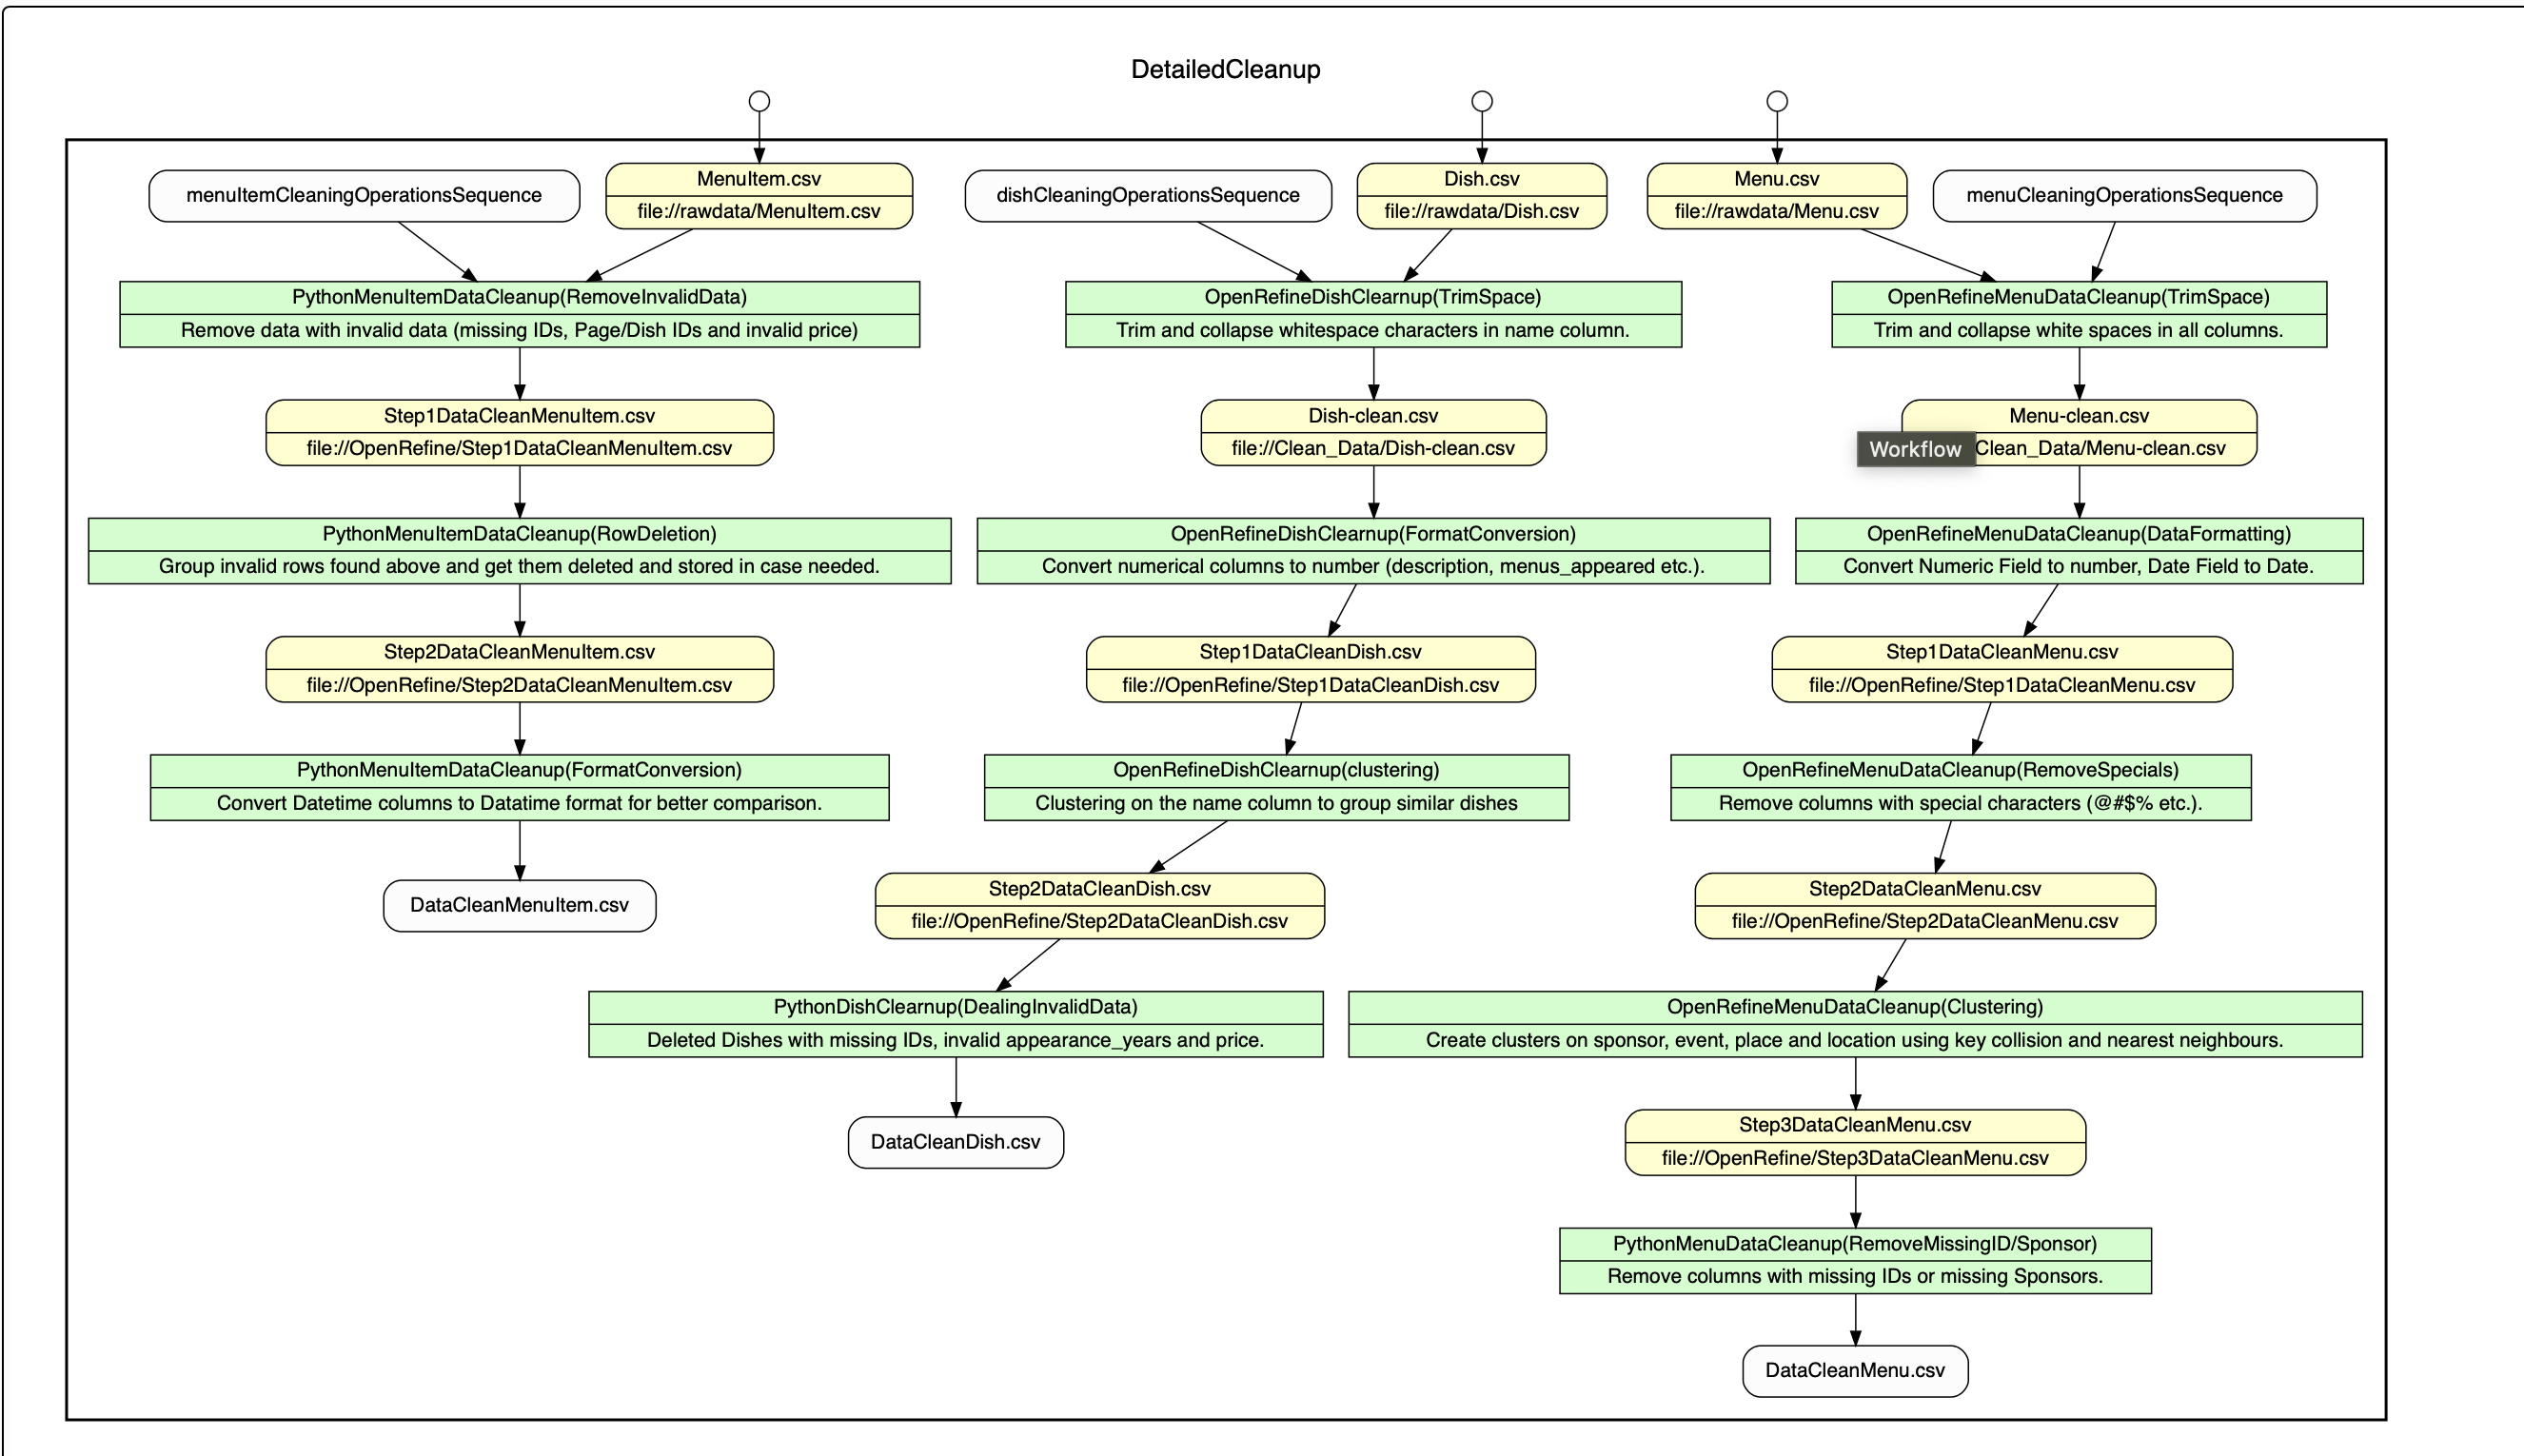 DetailedCleanup
menuItemCleaningOperationsSequence
MenuItem.csv
file://rawdata/MenuItem.csv
dishCleaningOperationsSequence
Dish.csv
file://rawdata/Dish.csv
Menu.csv
file://rawdata/Menu.csv
menuCleaningOperationsSequence
PythonMenuItemDataCleanup(RemoveInvalidData)
Remove data with invalid data (missing IDs, Page/Dish IDs and invalid price)
OpenRefineDishClearnup(TrimSpace)
Trim and collapse whitespace characters in name column.
OpenRefineMenuDataCleanup(TrimSpace)
Trim and collapse white spaces in all columns.
Step1DataCleanMenuItem.csv
file://OpenRefine/Step1DataCleanMenuItem.csv
Dish-clean.csv
file://Clean_Data/Dish-clean.csv
Menu-clean.csv
Workflow
Clean_Data/Menu-clean.csv
PythonMenuItemDataCleanup(RowDeletion)
Group invalid rows found above and get them deleted and stored in case needed.
OpenRefineDishClearnup(FormatConversion)
Convert numerical columns to number (description, menus_appeared etc.).
OpenRefineMenuDataCleanup(DataFormatting)
Convert Numeric Field to number, Date Field to Date.
Step2DataCleanMenuItem.csv
file://OpenRefine/Step2DataCleanMenuItem.csv
Step1DataCleanDish.csv
file://OpenRefine/Step1DataCleanDish.csv
Step1DataCleanMenu.csv
file://OpenRefine/Step1DataCleanMenu.csv
PythonMenuItemDataCleanup(FormatConversion)
Convert Datetime columns to Datatime format for better comparison.
OpenRefineDishClearnup(clustering)
Clustering on the name column to group similar dishes
OpenRefineMenuDataCleanup(RemoveSpecials)
Remove columns with special characters (@#$% etc.).
DataCleanMenuItem.csv
Step2DataCleanDish.csv
file://OpenRefine/Step2DataCleanDish.csv
Step2DataCleanMenu.csv
file://OpenRefine/Step2DataCleanMenu.csv
PythonDishClearnup(DealingInvalidData)
Deleted Dishes with missing IDs, invalid appearance_years and price.
OpenRefineMenuDataCleanup(Clustering)
Create clusters on sponsor, event, place and location using key collision and nearest neighbours.
DataCleanDish.csv
Step3DataCleanMenu.csv
file://OpenRefine/Step3DataCleanMenu.csv
PythonMenuDataCleanup(RemoveMissingID/Sponsor)
Remove columns with missing IDs or missing Sponsors.
DataCleanMenu.csv